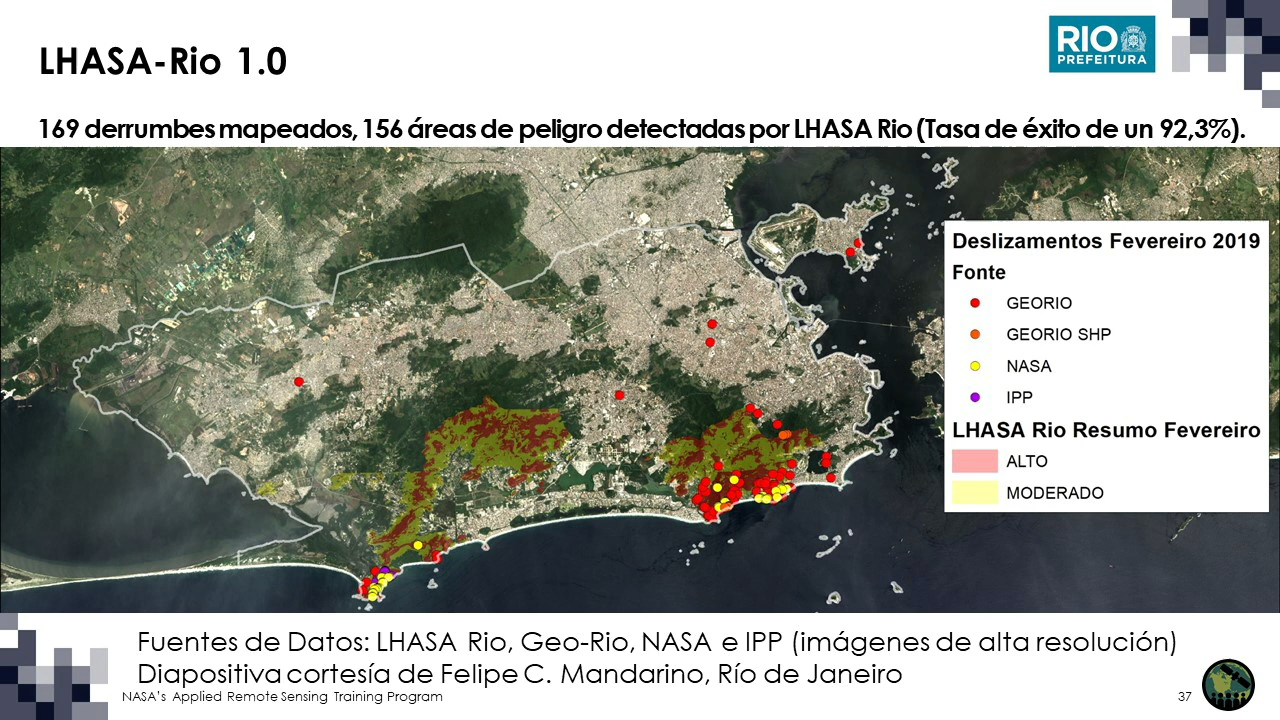 LHASA-Rio 1.0
RIO
PREFEITURA
169 derrumbes mapeados, 156 áreas de peligro detectadas por LHASA Rio (Tasa de éxito de un 92,3%).
Deslizamentos Fevereiro 2019
Fonte
GEORIO
GEORIO SHP
NASA
IPP
LHASA Rio Resumo Fevereiro
ALTO
MODERADO
Fuentes de Datos: LHASA Rio, Geo-Rio, NASA e IPP (imágenes de alta resolución)
Diapositiva cortesía de Felipe C. Mandarino, Río de Janeiro
NASA's Applied Remote Sensing Training Program
37